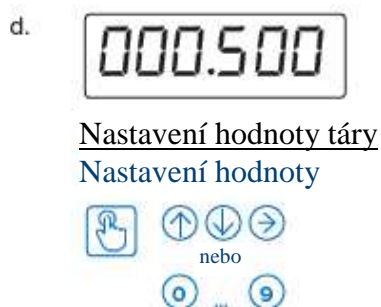 d.
000.500
Nastavení hodnoty táry
Nastavení hodnoty
nebo
0 ... 9